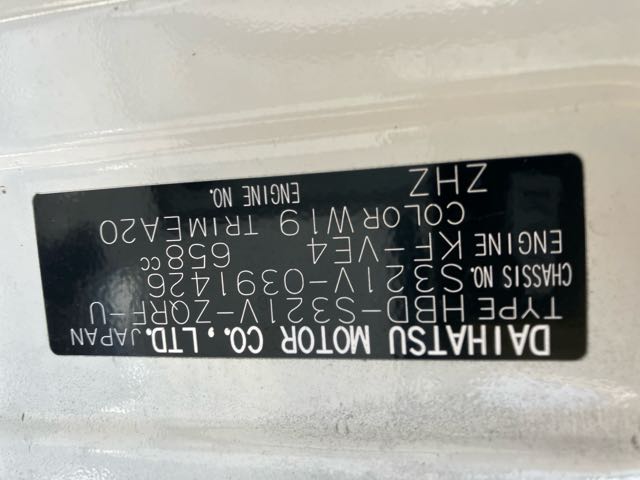 DAIHATSU MOTOR CO., LTD. JAPAN
TYPE HBD-S321V-ZQRF-U
CHASSIS NO. S321V-0391426
ENGINE KF-VE4 658cc
COLOR W19 TRIM EA20
ZHZ ENGINE NO.